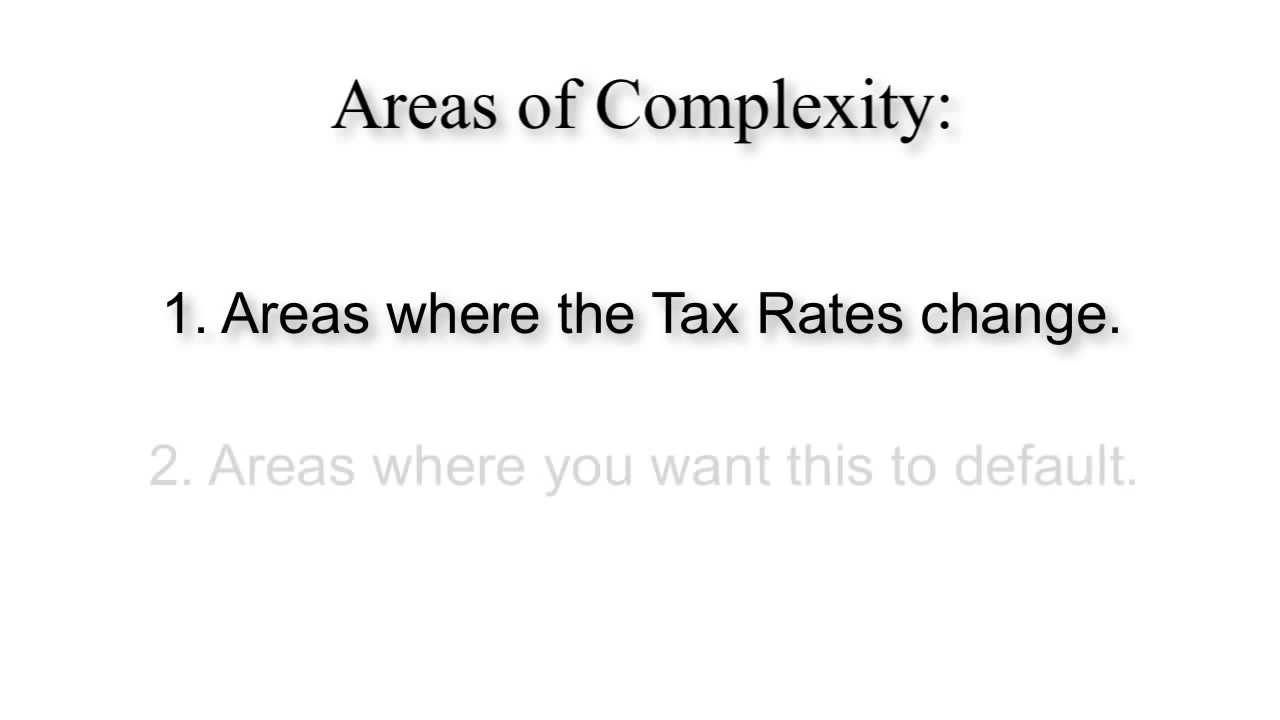 Areas of Complexity:
1. Areas where the Tax Rates change.
2. Areas where you want this to default.